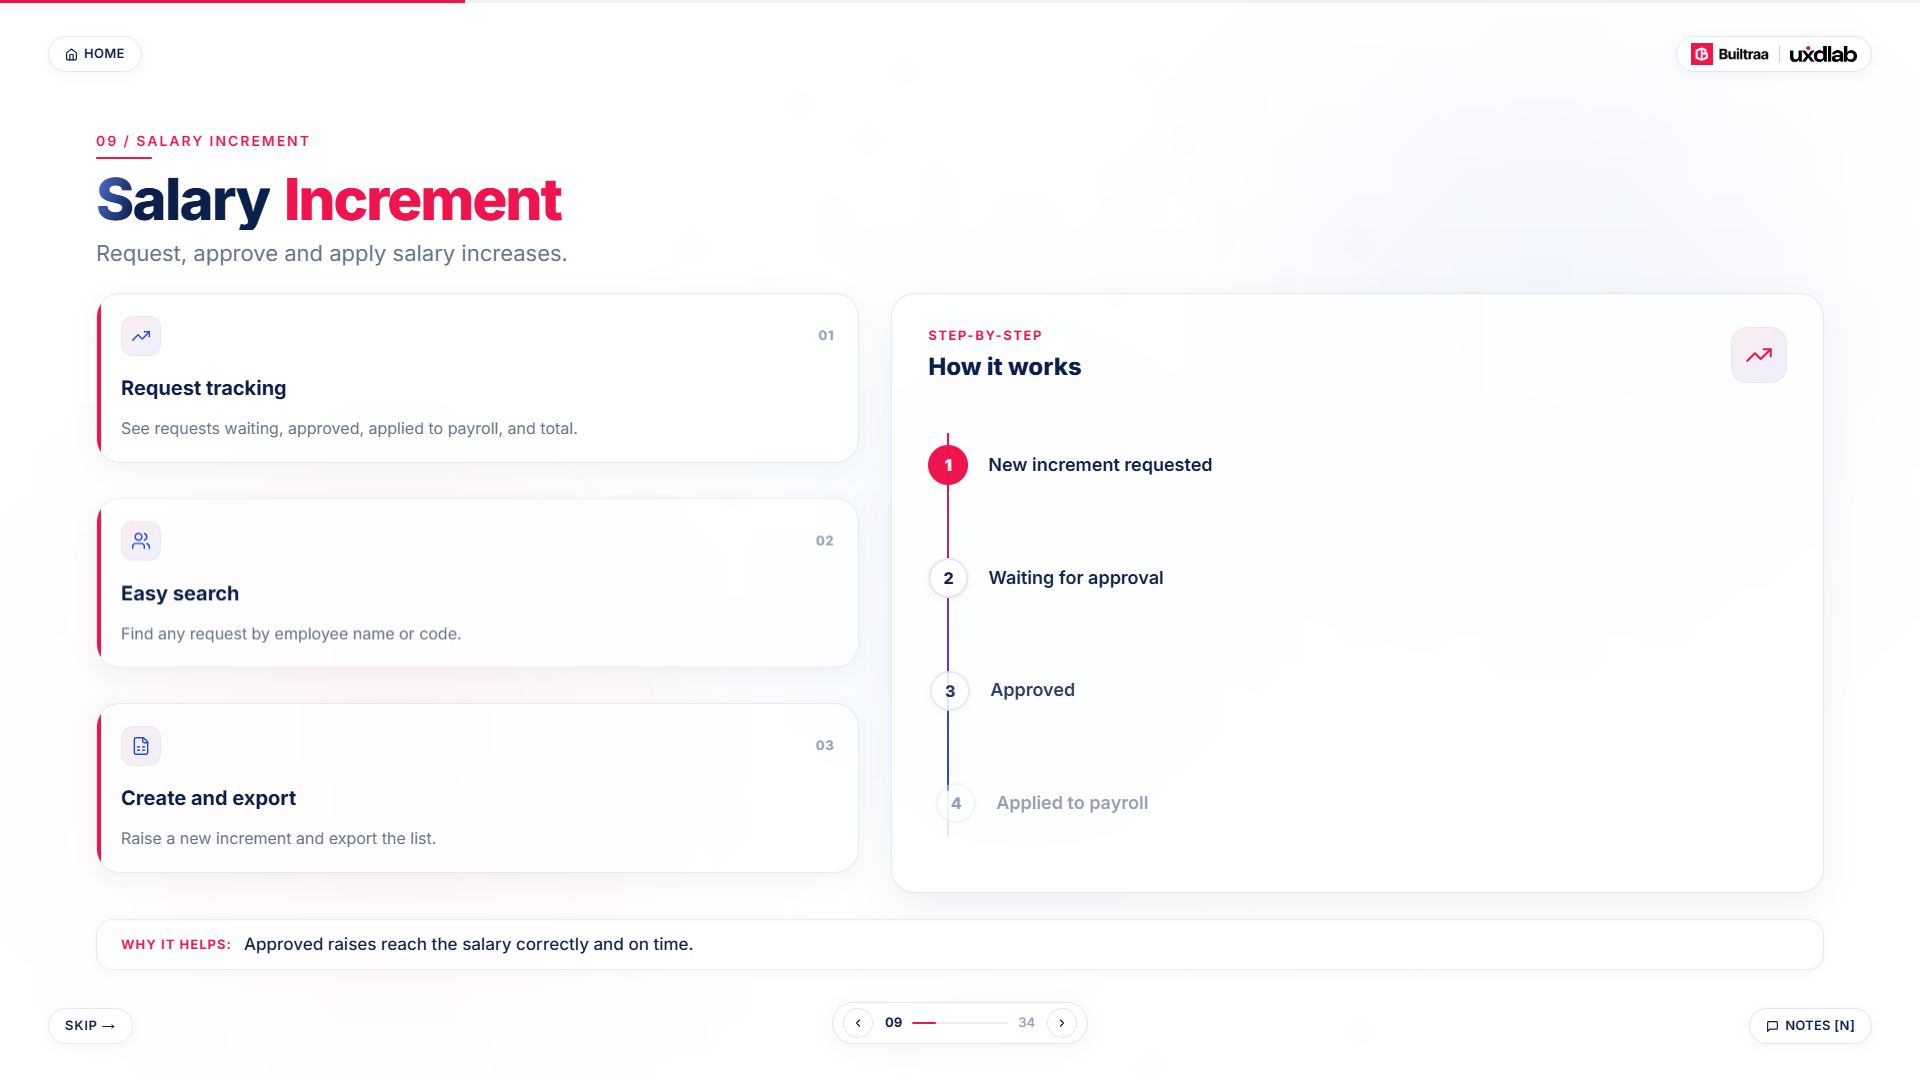 HOME
Builtraa
uxdlab
09 / SALARY INCREMENT
Salary Increment
Request, approve and apply salary increases.
01
Request tracking
See requests waiting, approved, applied to payroll, and total.
02
Easy search
Find any request by employee name or code.
03
Create and export
Raise a new increment and export the list.
STEP-BY-STEP
How it works
1 New increment requested
2 Waiting for approval
3 Approved
4 Applied to payroll
WHY IT HELPS: Approved raises reach the salary correctly and on time.
SKIP →
09 34
NOTES [N]